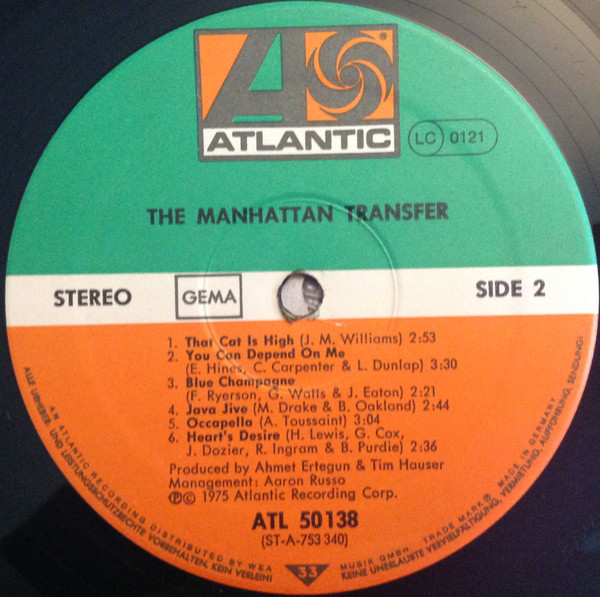 ATLANTIC
LC 0121
THE MANHATTAN TRANSFER
STEREO GEMA SIDE 2
1. That Cat Is High (J. M. Williams) 2:53
2. You Can Depend On Me
(E. Hines, C. Carpenter & L. Dunlap) 3:30
3. Blue Champagne
(F. Ryerson, G. Watts & J. Eaton) 2:21
4. Java Jive (M. Drake & B. Oakland) 2:44
5. Occapella (A. Toussaint) 3:04
6. Heart's Desire (H. Lewis, G. Cox,
J. Dozier, R. Ingram & B. Purdie) 2:36
Produced by Ahmet Ertegun & Tim Hauser
Management: Aaron Russo
℗© 1975 Atlantic Recording Corp.
ATL 50138
(ST-A-753 340)
33
AN ATLANTIC RECORDING DISTRIBUTED BY WEA MUSIK GMBH TRADE MARK® MADE IN GERMANY
ALLE URHEBER- UND LEISTUNGSSCHUTZRECHTE VORBEHALTEN, KEIN VERLEIH! KEINE UNERLAUBTE VERVIELFÄLTIGUNG, VERMIETUNG, AUFFÜHRUNG, SENDUNG!